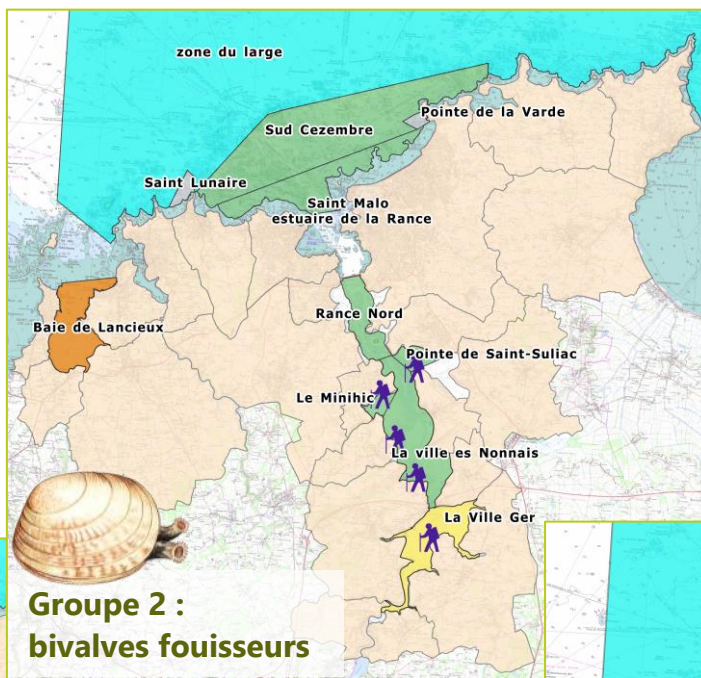 zone du large
Pointe de la Varde
Sud Cezembre
Saint Lunaire
Saint Malo
estuaire de la Rance
Rance Nord
Baie de Lancieux
Pointe de Saint-Suliac
Le Minihic
La ville es Nonnais
La Ville Ger
Groupe 2 :
bivalves fouisseurs